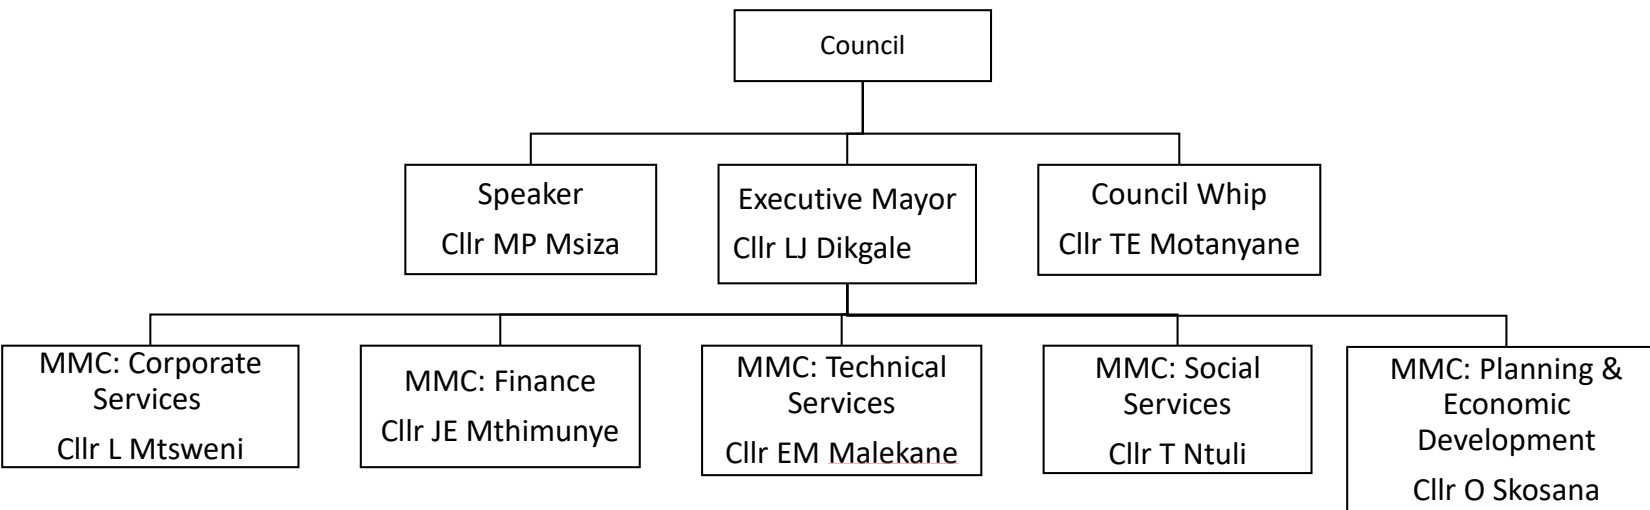 Council
Speaker
Cllr MP Msiza
Executive Mayor
Cllr LJ Dikgale
Council Whip
Cllr TE Motanyane
MMC: Corporate
Services
Cllr L Mtsweni
MMC: Finance
Cllr JE Mthimunye
MMC: Technical
Services
Cllr EM Malekane
MMC: Social
Services
Cllr T Ntuli
MMC: Planning &
Economic
Development
Cllr O Skosana